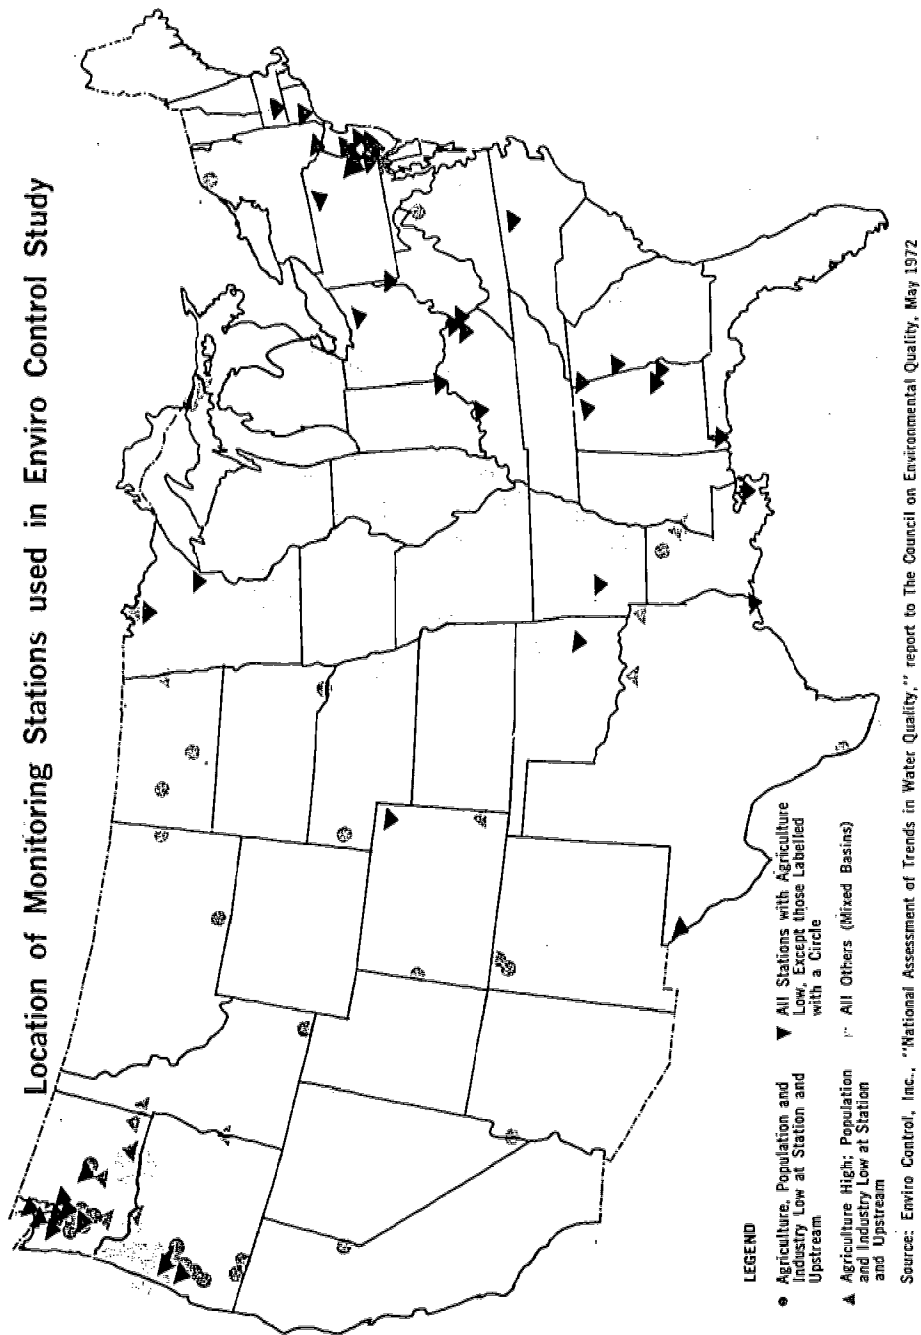 Location of Monitoring Stations used in Enviro Control Study
LEGEND
Agriculture, Population and
Industry Low at Station and
Upstream
Agriculture High; Population
and Industry Low at Station
and Upstream
All Stations with Agriculture
Low, Except those Labelled
with a Circle
All Others (Mixed Basins)
Source: Enviro Control, Inc., "National Assessment of Trends in Water Quality," report to The Council on Environmental Quality, May 1972